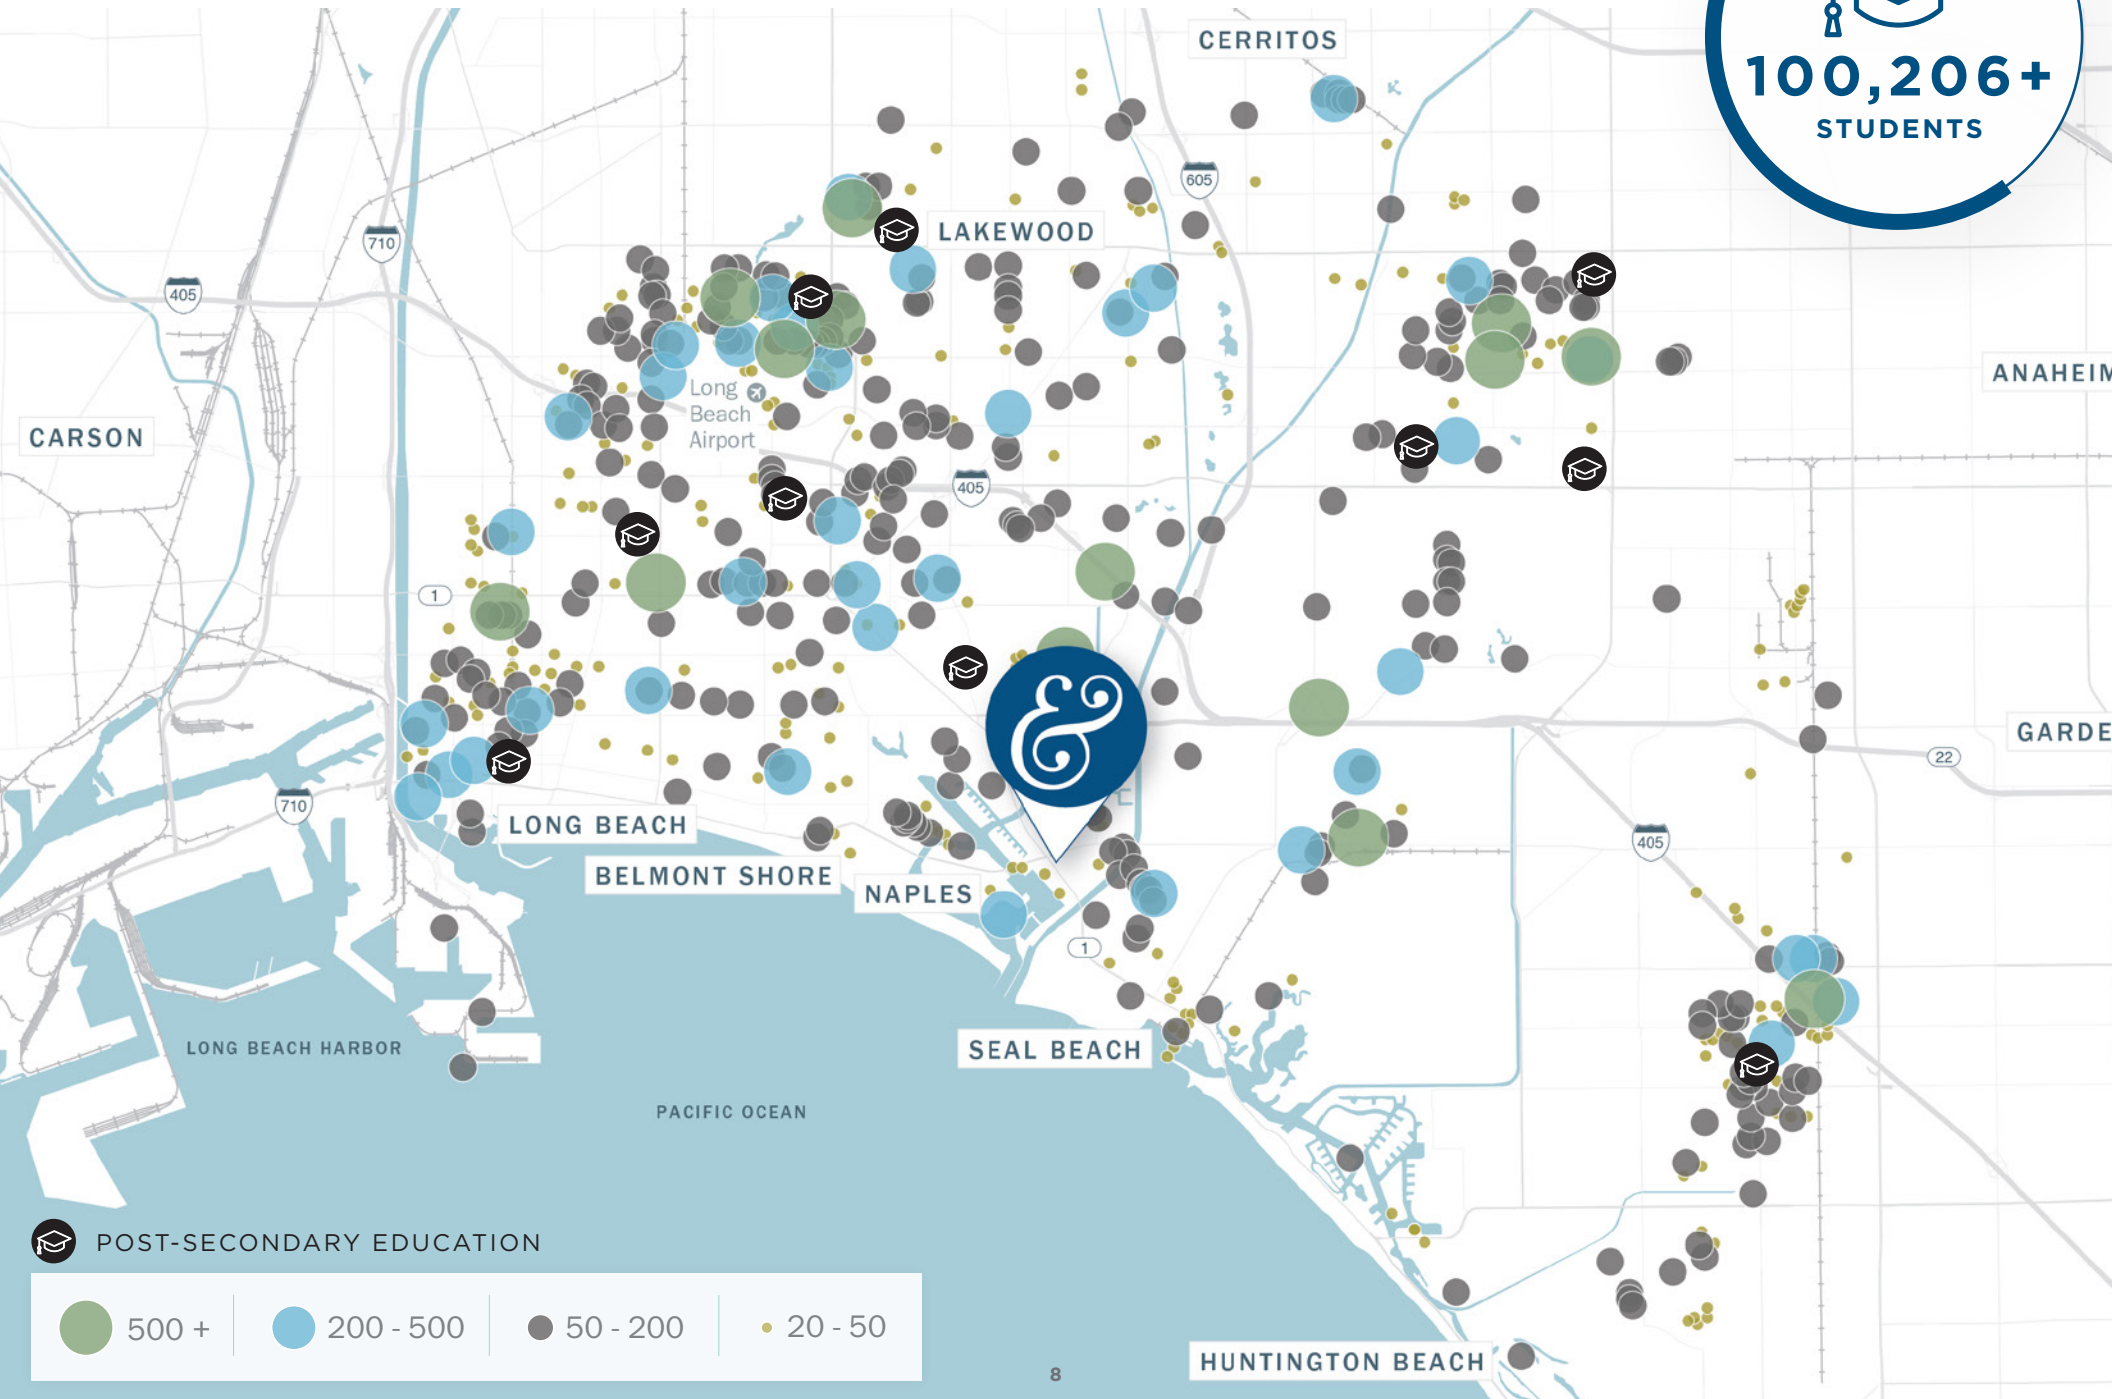 CERRITOS
100,206+
STUDENTS
605
LAKEWOOD
710
405
ANAHEIM
Long
Beach
Airport
CARSON
405
1
&
GARDE
22
710
LONG BEACH
405
BELMONT SHORE
NAPLES
1
LONG BEACH HARBOR
SEAL BEACH
PACIFIC OCEAN
POST-SECONDARY EDUCATION
500 +
200 - 500
50 - 200
20 - 50
HUNTINGTON BEACH
8